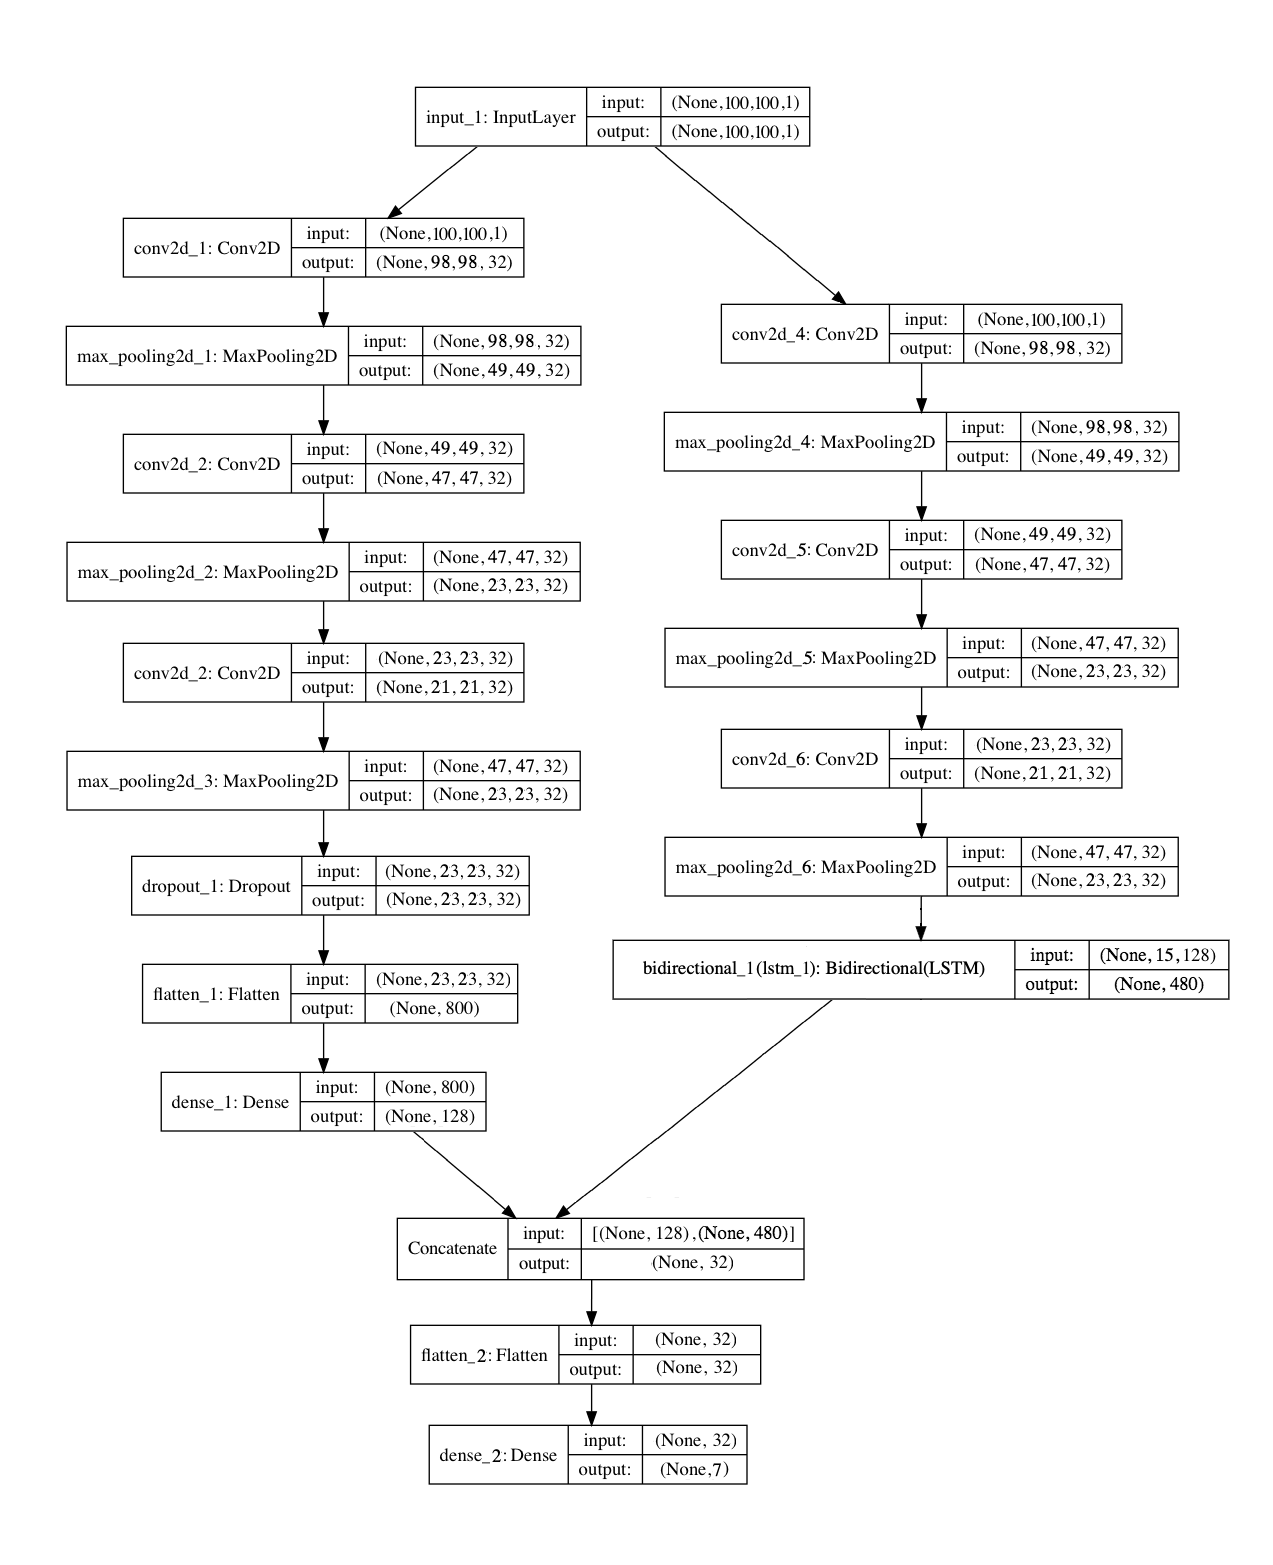 input_1: InputLayer
input: (None,100,100,1)
output: (None,100,100,1)
conv2d_1: Conv2D
input: (None,100,100,1)
output: (None, 98,98, 32)
max_pooling2d_1: MaxPooling2D
input: (None, 98,98, 32)
output: (None, 49, 49, 32)
conv2d_2: Conv2D
input: (None, 49, 49, 32)
output: (None, 47, 47, 32)
max_pooling2d_2: MaxPooling2D
input: (None, 47, 47, 32)
output: (None, 23, 23, 32)
conv2d_2: Conv2D
input: (None, 23, 23, 32)
output: (None, 21, 21, 32)
max_pooling2d_3: MaxPooling2D
input: (None, 47, 47, 32)
output: (None, 23, 23, 32)
dropout_1: Dropout
input: (None, 23, 23, 32)
output: (None, 23, 23, 32)
flatten_1: Flatten
input: (None, 23, 23, 32)
output: (None, 800)
dense_1: Dense
input: (None, 800)
output: (None, 128)
conv2d_4: Conv2D
input: (None,100,100,1)
output: (None, 98,98, 32)
max_pooling2d_4: MaxPooling2D
input: (None, 98,98, 32)
output: (None, 49, 49, 32)
conv2d_5: Conv2D
input: (None, 49, 49, 32)
output: (None, 47, 47, 32)
max_pooling2d_5: MaxPooling2D
input: (None, 47, 47, 32)
output: (None, 23, 23, 32)
conv2d_6: Conv2D
input: (None, 23, 23, 32)
output: (None, 21, 21, 32)
max_pooling2d_6: MaxPooling2D
input: (None, 47, 47, 32)
output: (None, 23, 23, 32)
bidirectional_1(lstm_1): Bidirectional(LSTM)
input: (None, 15, 128)
output: (None, 480)
Concatenate
input: [(None, 128),(None, 480)]
output: (None, 32)
flatten_2: Flatten
input: (None, 32)
output: (None, 32)
dense_2: Dense
input: (None, 32)
output: (None,7)